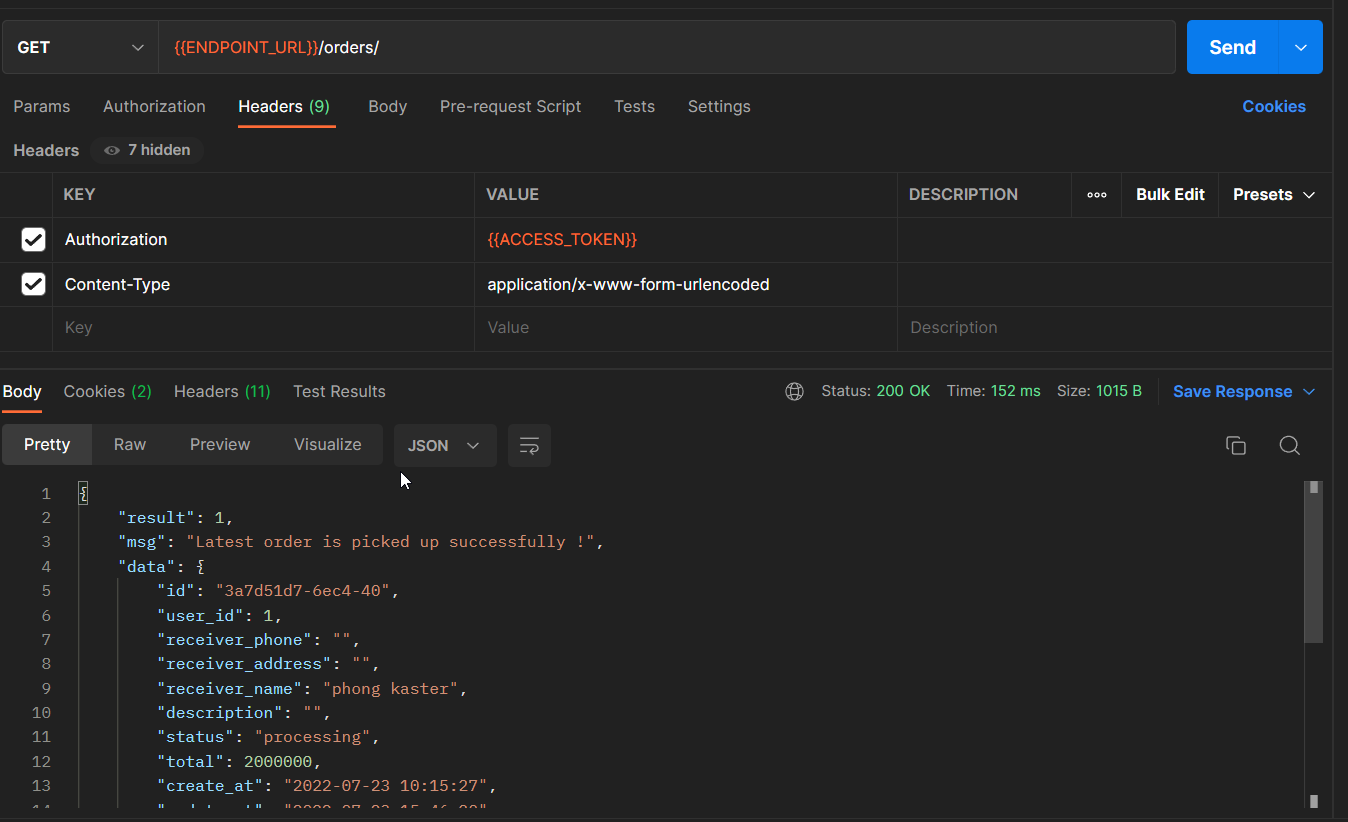 GET {{ENDPOINT_URL}}/orders/ Send
Params Authorization Headers (9) Body Pre-request Script Tests Settings Cookies
Headers 7 hidden
KEY VALUE DESCRIPTION ooo Bulk Edit Presets
Authorization {{ACCESS_TOKEN}}
Content-Type application/x-www-form-urlencoded
Key Value Description
Body Cookies (2) Headers (11) Test Results Status: 200 OK Time: 152 ms Size: 1015 B Save Response
Pretty Raw Preview Visualize JSON
1 {
2 "result": 1,
3 "msg": "Latest order is picked up successfully !",
4 "data": {
5 "id": "3a7d51d7-6ec4-40",
6 "user_id": 1,
7 "receiver_phone": "",
8 "receiver_address": "",
9 "receiver_name": "phong kaster",
10 "description": "",
11 "status": "processing",
12 "total": 2000000,
13 "create_at": "2022-07-23 10:15:27",